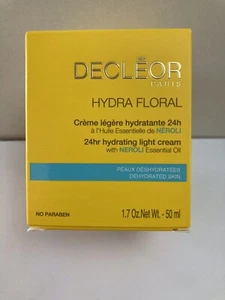 DECLÉOR
PARIS
HYDRA FLORAL
Crème légère hydratante 24h
à l'Huile Essentielle de NÉROLI
24hr hydrating light cream
with NEROLI Essential Oil
PEAUX DÉSHYDRATÉES
DEHYDRATED SKIN
NO PARABEN
1.7 Oz.Net Wt. - 50 ml